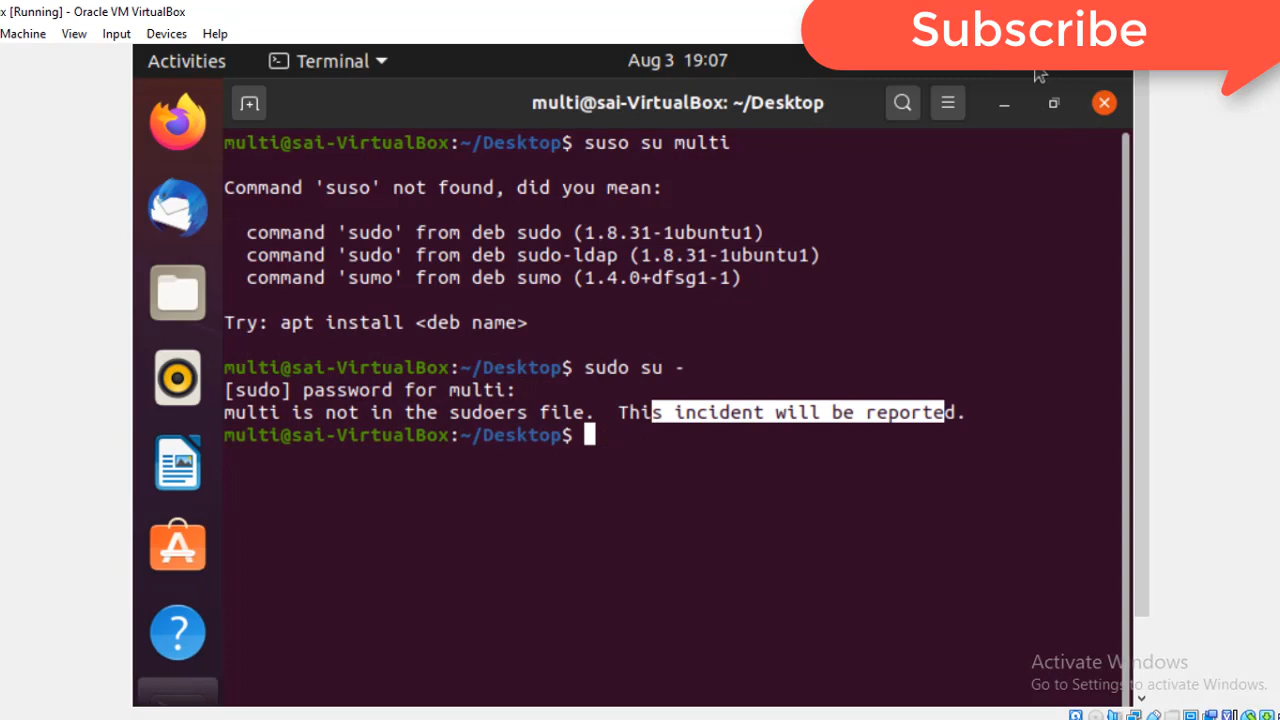 x [Running] - Oracle VM VirtualBox
Machine View Input Devices Help
Subscribe
Activities Terminal Aug 3 19:07
multi@sai-VirtualBox: ~/Desktop
multi@sai-VirtualBox:~/Desktop$ suso su multi
Command 'suso' not found, did you mean:
command 'sudo' from deb sudo (1.8.31-1ubuntu1)
command 'sudo' from deb sudo-ldap (1.8.31-1ubuntu1)
command 'sumo' from deb sumo (1.4.0+dfsg1-1)
Try: apt install <deb name>
multi@sai-VirtualBox:~/Desktop$ sudo su -
[sudo] password for multi:
multi is not in the sudoers file.  This incident will be reported.
multi@sai-VirtualBox:~/Desktop$
Activate Windows
Go to Settings to activate Windows.